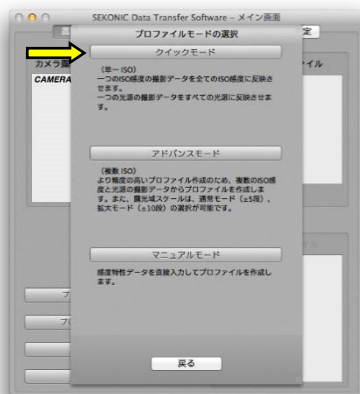 SEKONIC Data Transfer Software – メイン画面
プロファイルモードの選択
定
クイックモード
カメラ
イル
CAMERA
(単一 ISO)
一つのISO感度の撮影データを全てのISO感度に反映さ
せます。
一つの光源の撮影データをすべての光源に反映させま
す。
アドバンスモード
(複数 ISO)
より精度の高いプロファイル作成のため、複数のISO感
度と光源の撮影データからプロファイルを作成しま
す。また、露光域スケールは、通常モード（±5段）、
拡大モード（±10段）の選択が可能です。
マニュアルモード
感度特性データを直接入力してプロファイルを作成し
ます。
プ
プロ
戻る